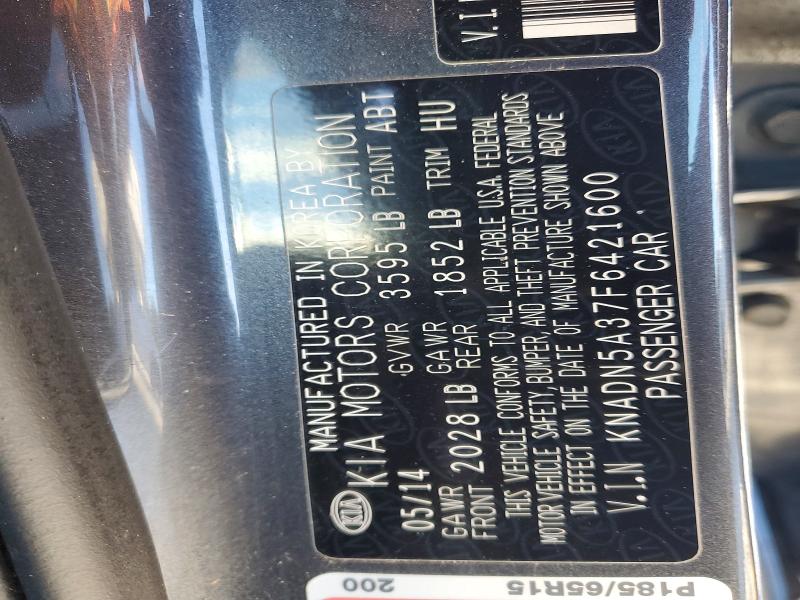 V.I.N
MANUFACTURED IN KOREA BY
KIA KIA MOTORS CORPORATION
05/14 GVWR 3595 LB PAINT ABT
GAWR FRONT 2028 LB GAWR REAR 1852 LB TRIM HU
THIS VEHICLE CONFORMS TO ALL APPLICABLE U.S.A. FEDERAL
MOTOR VEHICLE SAFETY, BUMPER, AND THEFT PREVENTION STANDARDS
IN EFFECT ON THE DATE OF MANUFACTURE SHOWN ABOVE
V.I.N KNADN5A37F6421600
PASSENGER CAR
P185/65R15
200